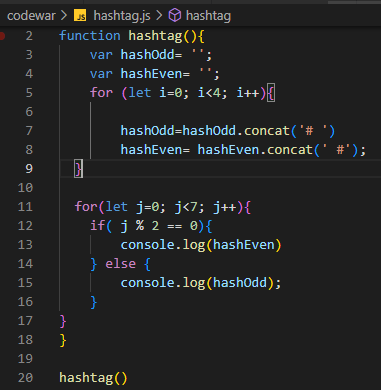 codewar > JS hashtag.js > hashtag
2 function hashtag(){
3 var hashOdd= '';
4 var hashEven= '';
5 for (let i=0; i<4; i++){
6
7 hashOdd=hashOdd.concat('# ')
8 hashEven= hashEven.concat(' #');
9 }
10
11 for(let j=0; j<7; j++){
12 if( j % 2 == 0){
13 console.log(hashEven)
14 } else {
15 console.log(hashOdd);
16 }
17 }
18 }
19
20 hashtag()